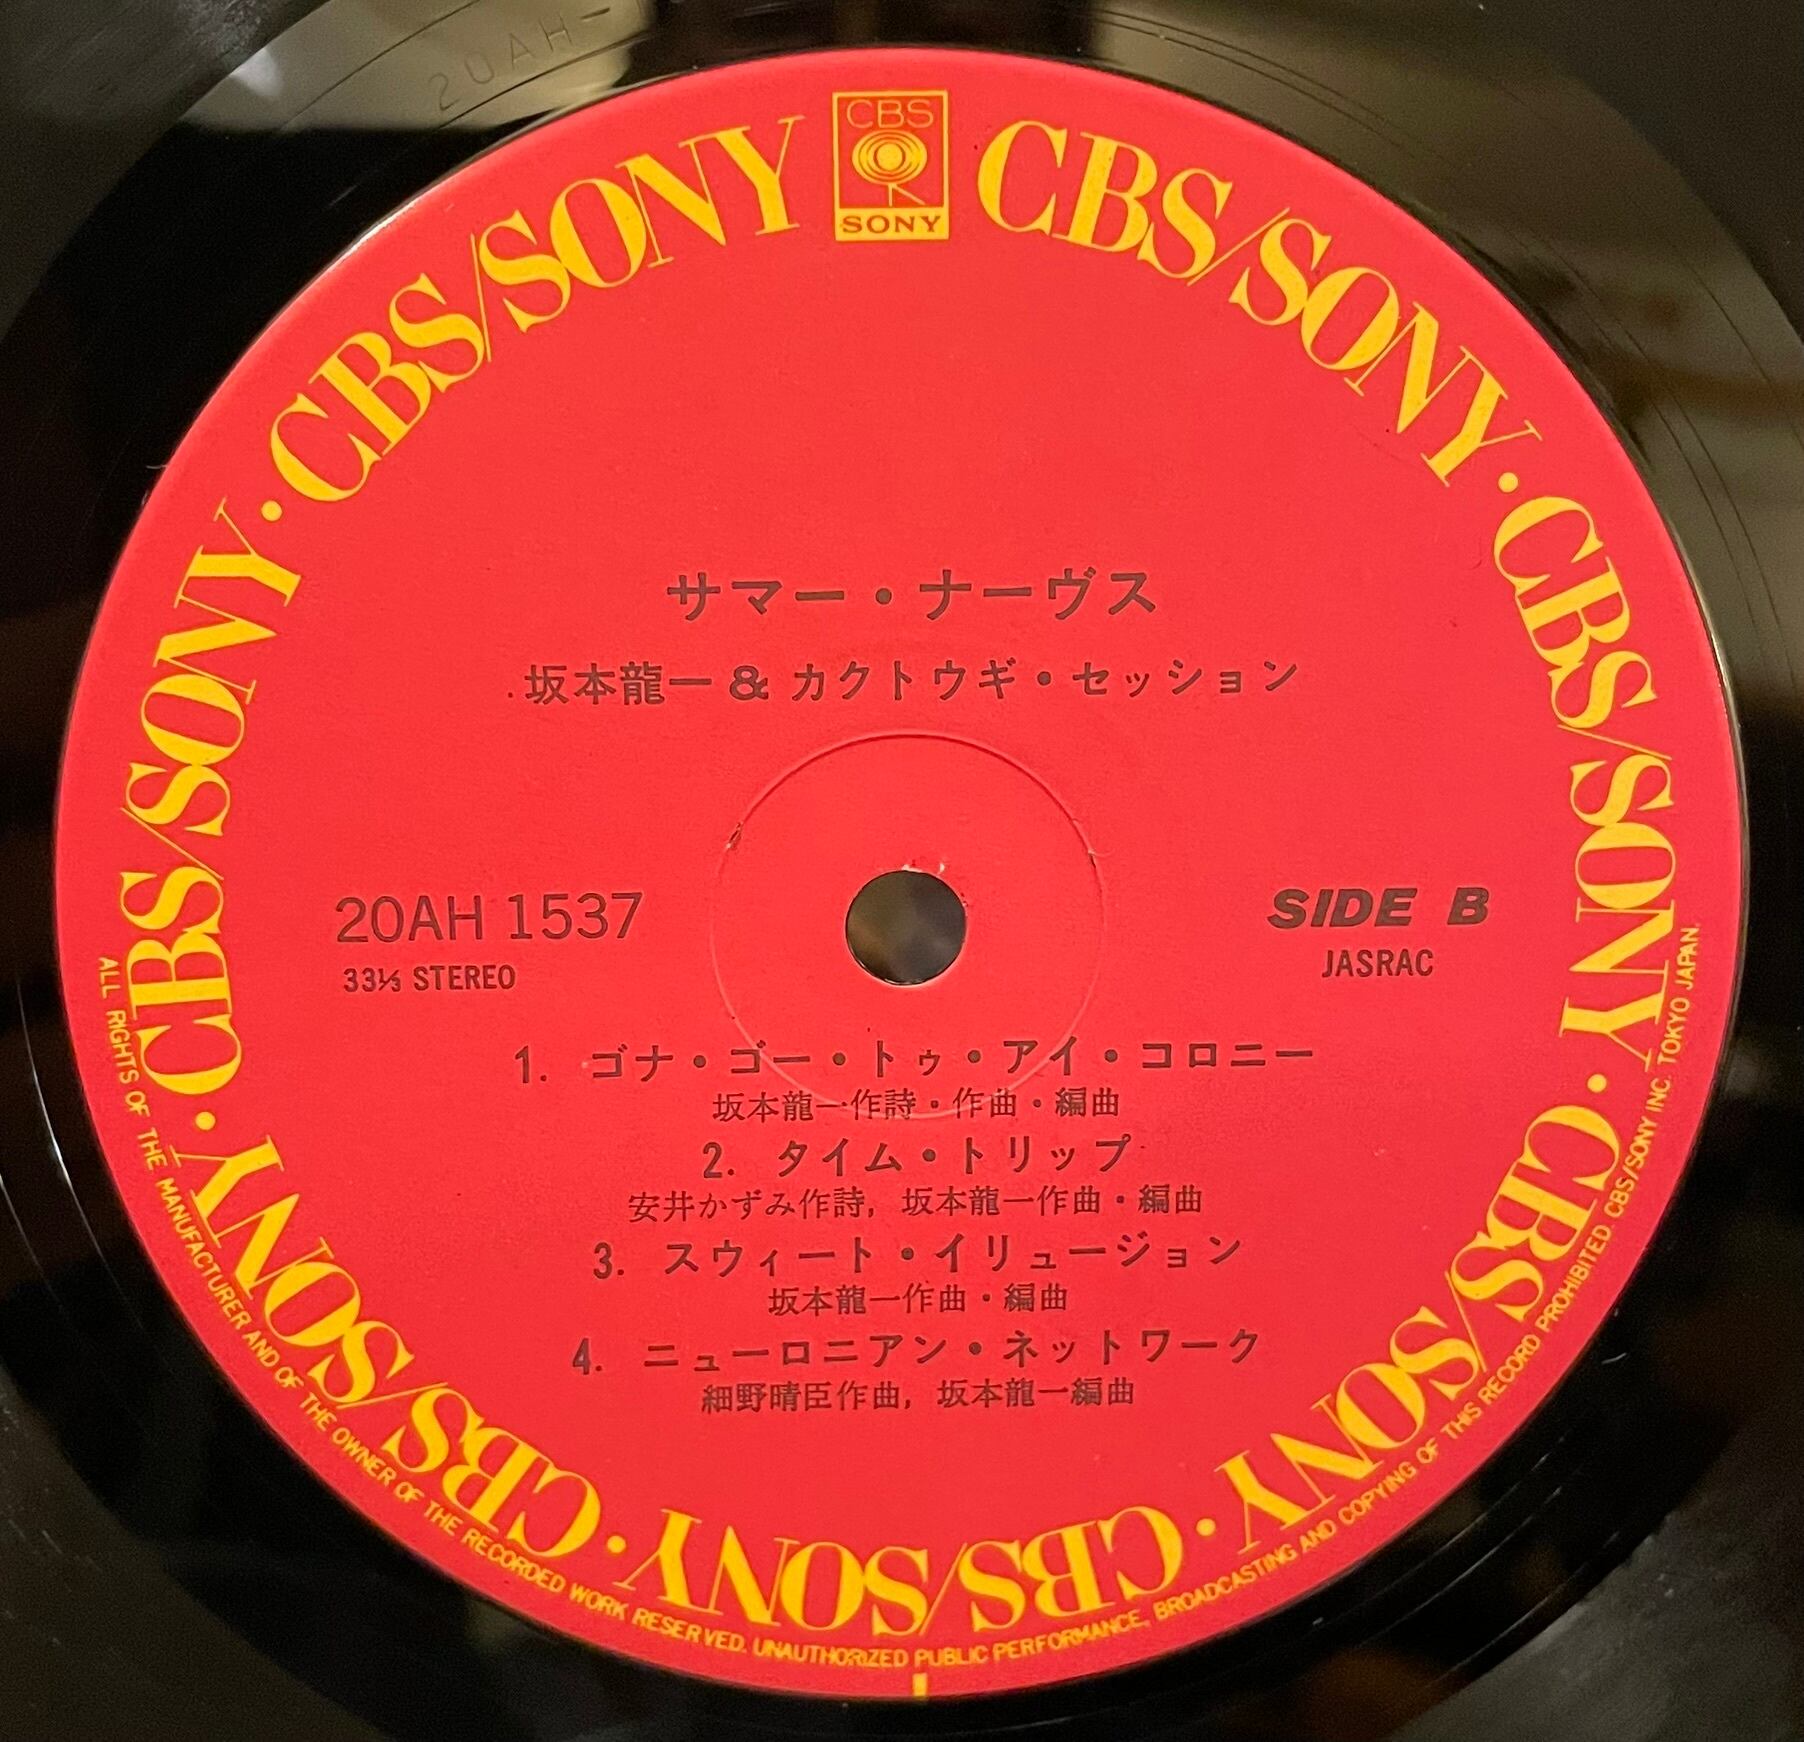 20AH-
CBS
SONY
CBS/SONY · CBS/SONY · CBS/SONY · CBS/SONY · CBS/SONY · CBS/SONY · CBS/SONY · CBS/SONY
サマー・ナーヴス
坂本龍一 & カクトウギ・セッション
20AH 1537
33⅓ STEREO
SIDE B
JASRAC
1. ゴナ・ゴー・トゥ・アイ・コロニー
坂本龍一作詩・作曲・編曲
2. タイム・トリップ
安井かずみ作詩, 坂本龍一作曲・編曲
3. スウィート・イリュージョン
坂本龍一作曲・編曲
4. ニューロニアン・ネットワーク
細野晴臣作曲, 坂本龍一編曲
ALL RIGHTS OF THE MANUFACTURER AND OF THE OWNER OF THE RECORDED WORK RESERVED. UNAUTHORIZED PUBLIC PERFORMANCE, BROADCASTING AND COPYING OF THIS RECORD PROHIBITED. CBS/SONY INC. TOKYO JAPAN.